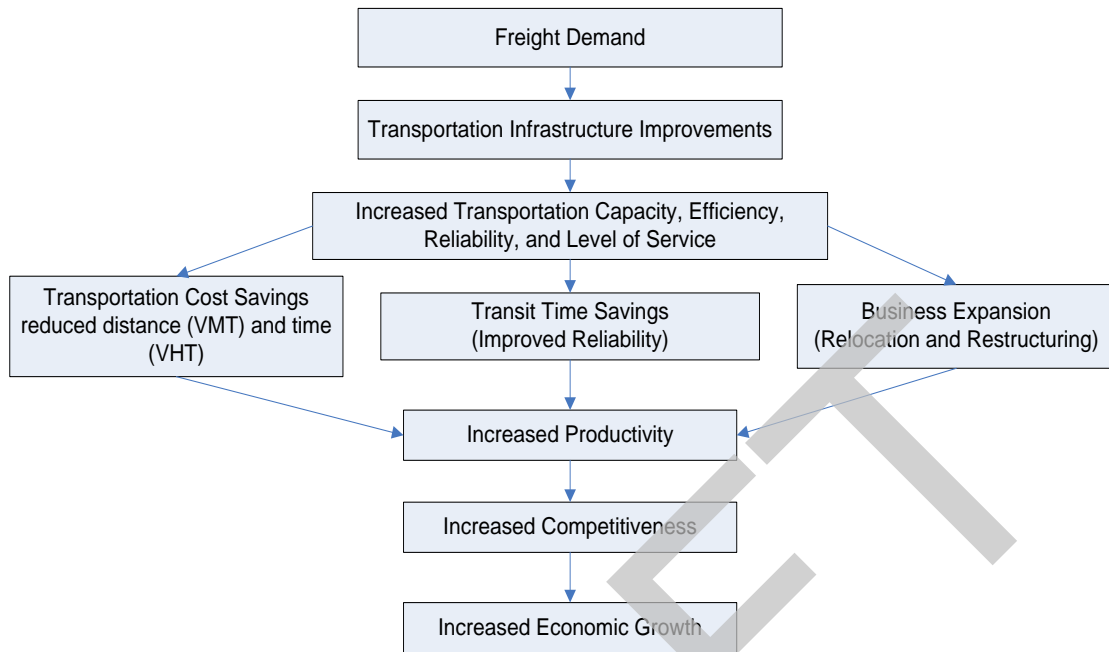 Freight Demand
Transportation Infrastructure Improvements
Increased Transportation Capacity, Efficiency,
Reliability, and Level of Service
Transportation Cost Savings
reduced distance (VMT) and time
(VHT)
Transit Time Savings
(Improved Reliability)
Business Expansion
(Relocation and Restructuring)
Increased Productivity
Increased Competitiveness
Increased Economic Growth